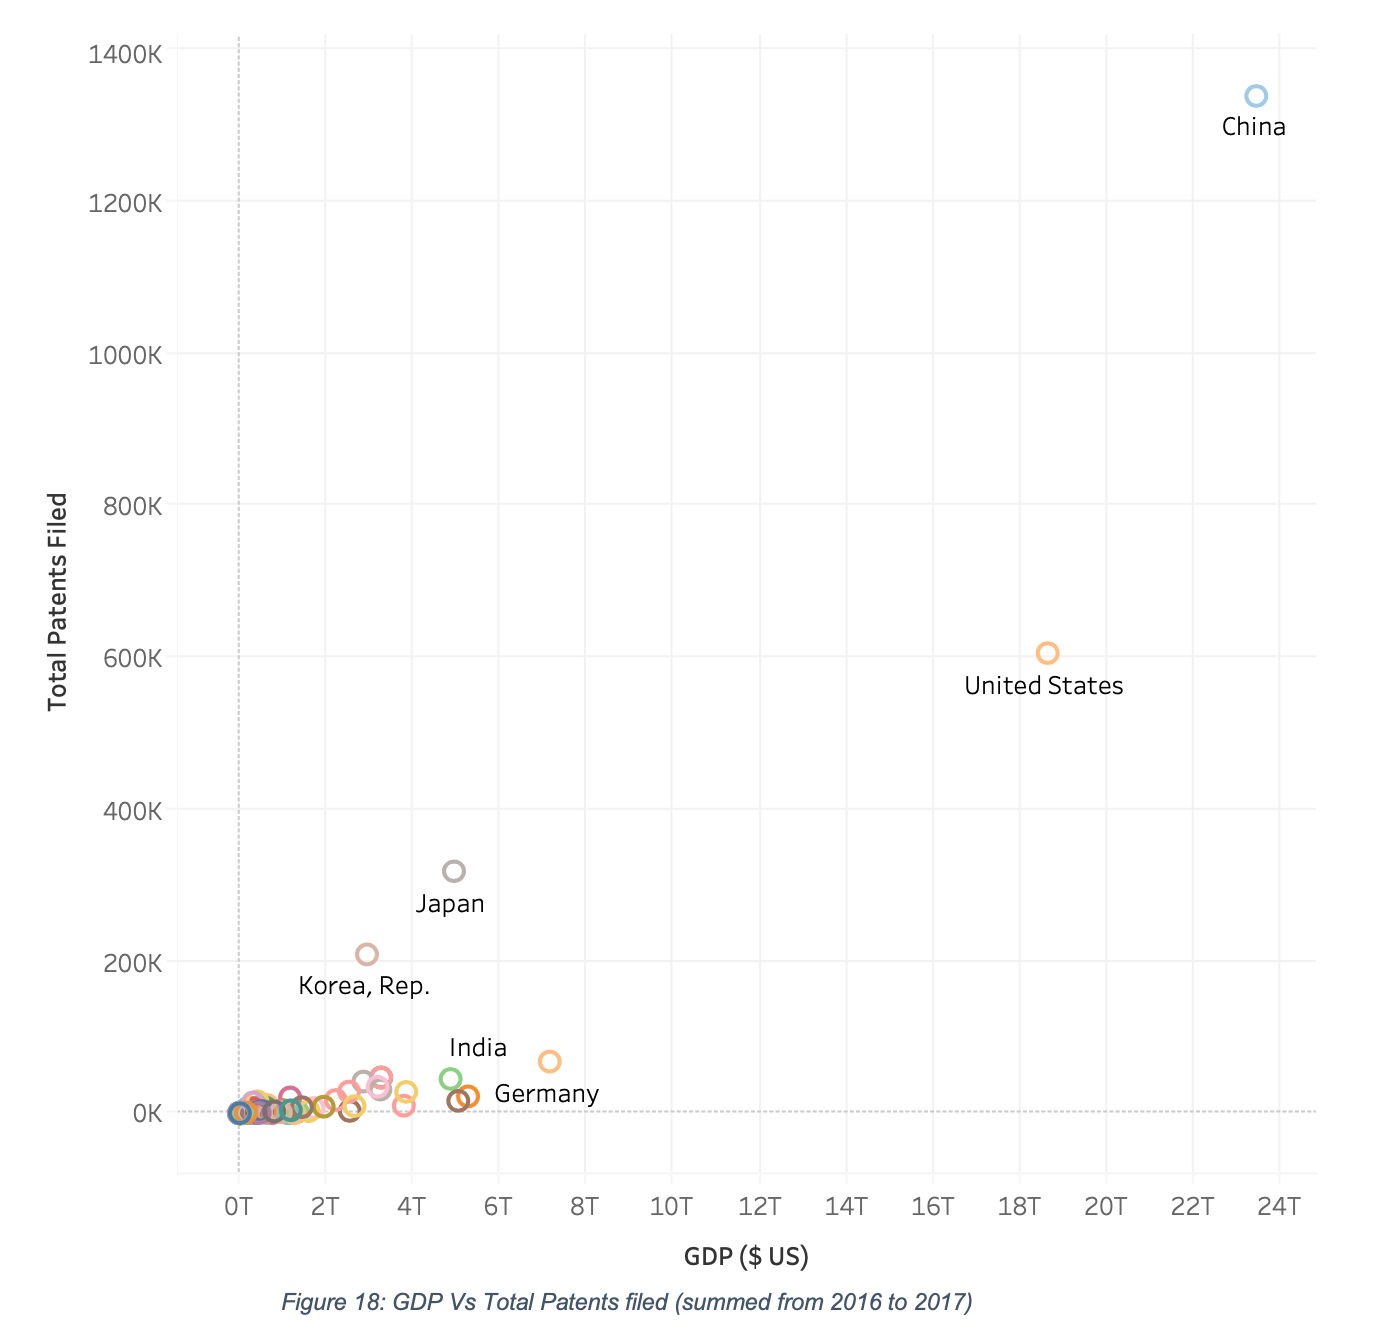 1400K
China
1200K
1000K
800K
Total Patents Filed
600K
United States
400K
Japan
200K
Korea, Rep.
India
Germany
0K
0T 2T 4T 6T 8T 10T 12T 14T 16T 18T 20T 22T 24T
GDP ($ US)
Figure 18: GDP Vs Total Patents filed (summed from 2016 to 2017)